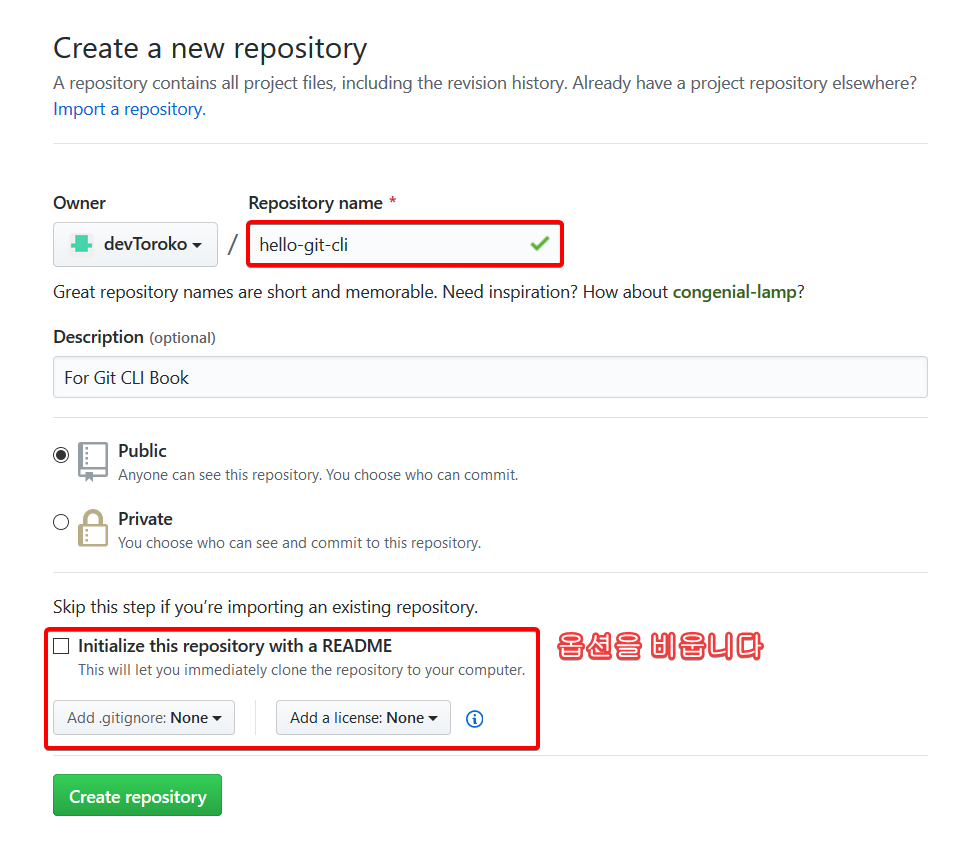 Create a new repository
A repository contains all project files, including the revision history. Already have a project repository elsewhere?
Import a repository.
Owner
Repository name *
devToroko
/
hello-git-cli
Great repository names are short and memorable. Need inspiration? How about congenial-lamp?
Description (optional)
For Git CLI Book
Public
Anyone can see this repository. You choose who can commit.
Private
You choose who can see and commit to this repository.
Skip this step if you’re importing an existing repository.
Initialize this repository with a README
옵션을 비웁니다
This will let you immediately clone the repository to your computer.
Add .gitignore: None
Add a license: None
Create repository